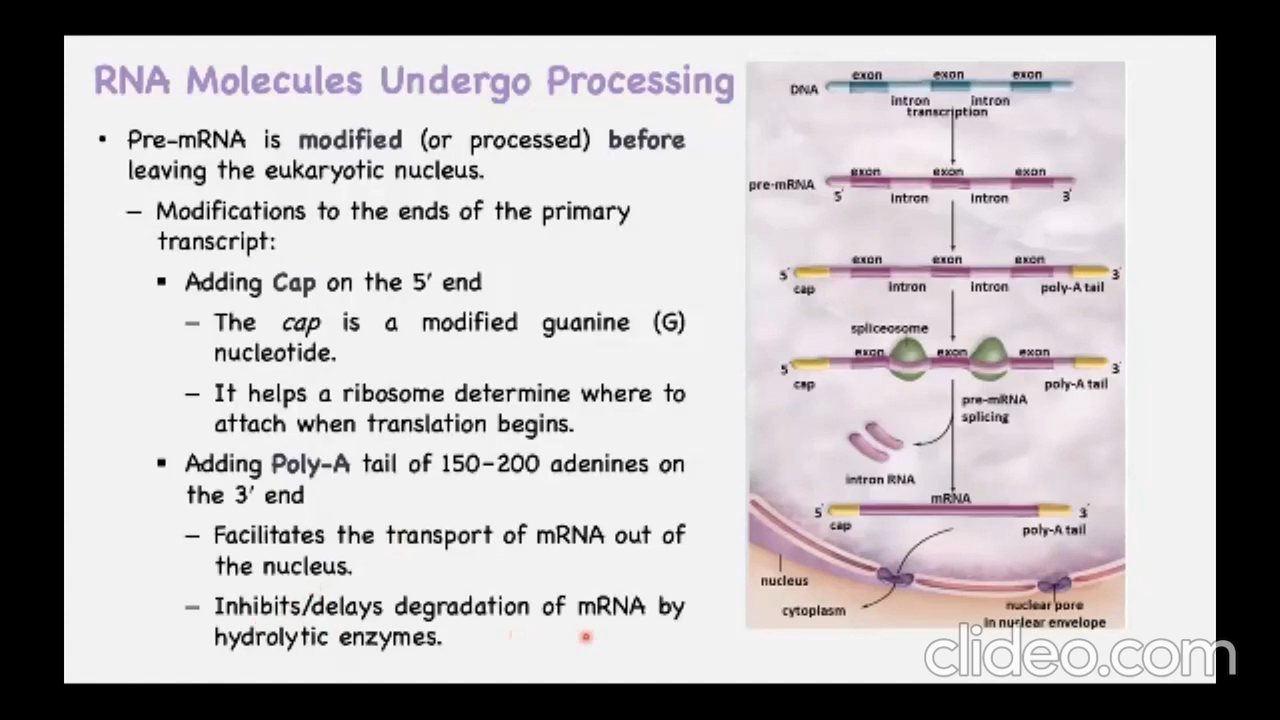 RNA Molecules Undergo Processing
• Pre-mRNA is modified (or processed) before
leaving the eukaryotic nucleus.
– Modifications to the ends of the primary
transcript:
▪ Adding Cap on the 5' end
– The cap is a modified guanine (G)
nucleotide.
– It helps a ribosome determine where to
attach when translation begins.
▪ Adding Poly-A tail of 150-200 adenines on
the 3' end
– Facilitates the transport of mRNA out of
the nucleus.
– Inhibits/delays degradation of mRNA by
hydrolytic enzymes.
exon exon exon
DNA
intron intron
transcription
exon exon exon
pre-mRNA
5' intron intron 3'
exon exon exon
5' 3'
cap intron intron poly-A tail
spliceosome
exon exon exon
5' 3'
cap poly-A tail
pre-mRNA
splicing
intron RNA
mRNA
5' 3'
cap poly-A tail
nucleus
cytoplasm
nuclear pore
in nuclear envelope
clideo.com